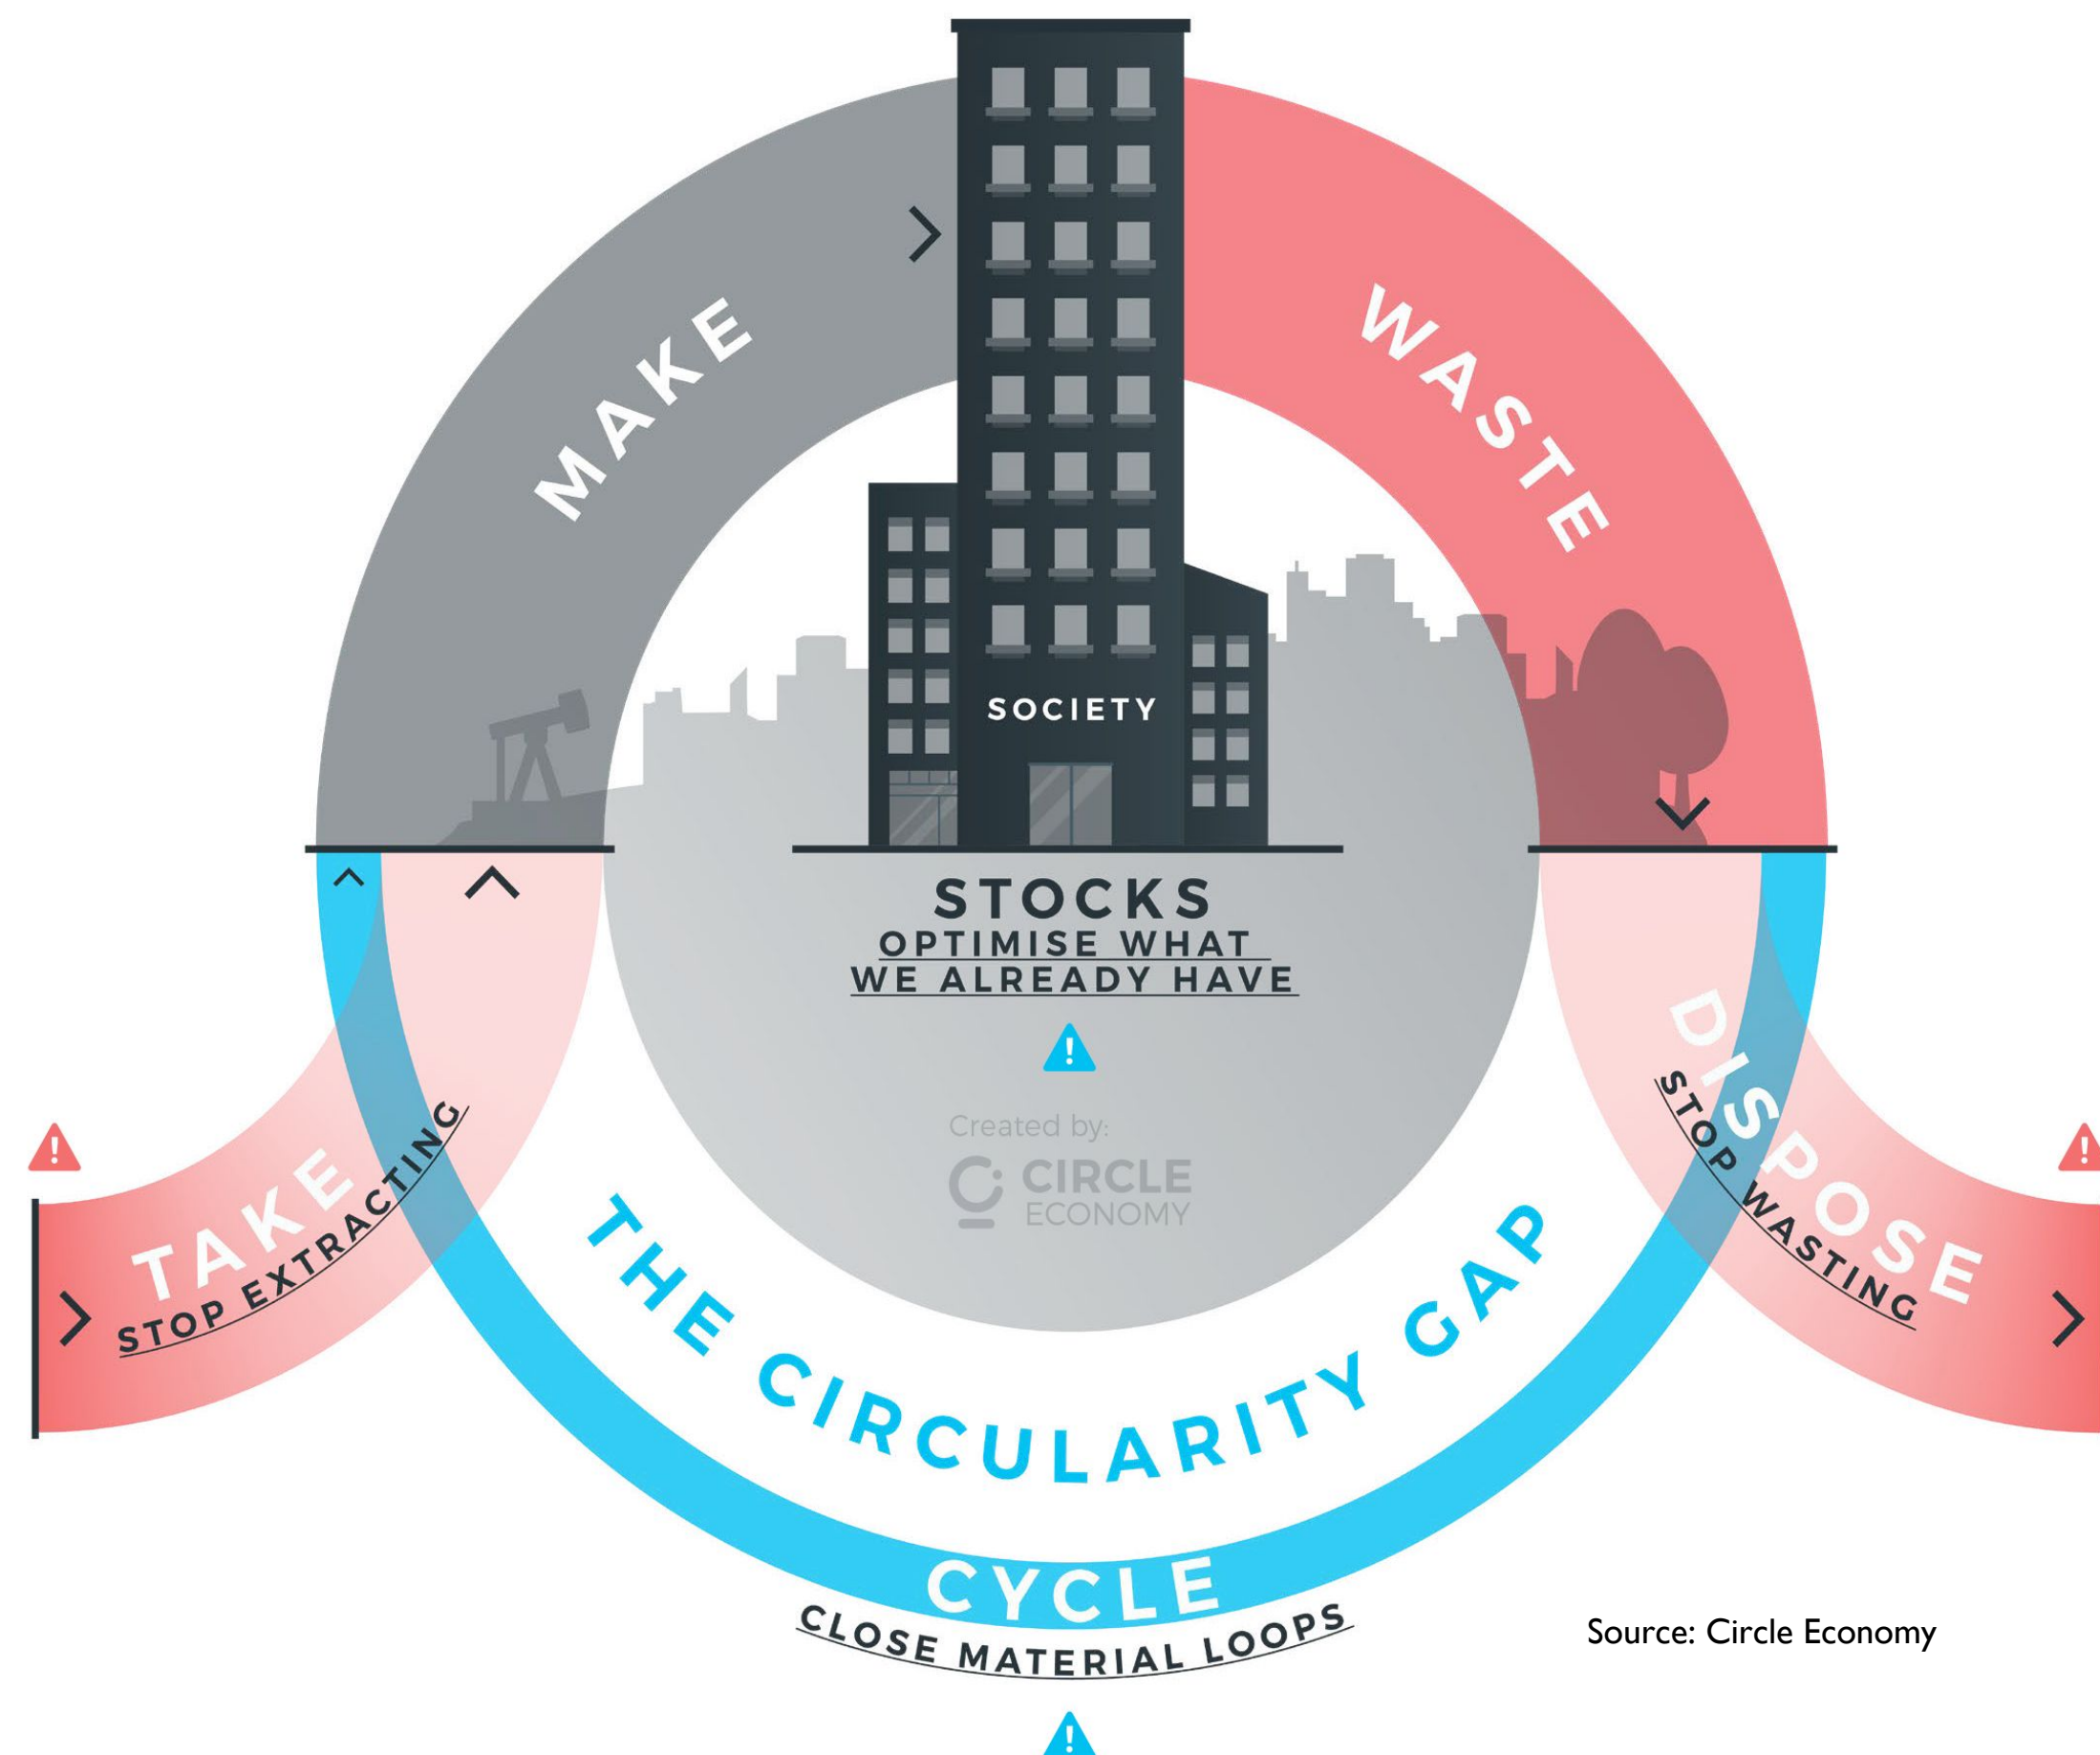 MAKE
WASTE
SOCIETY
STOCKS
OPTIMISE WHAT
WE ALREADY HAVE
!
Created by:
CIRCLE
ECONOMY
!
TAKE
STOP EXTRACTING
!
DISPOSE
STOP WASTING
THE CIRCULARITY GAP
CYCLE
CLOSE MATERIAL LOOPS
!
Source: Circle Economy